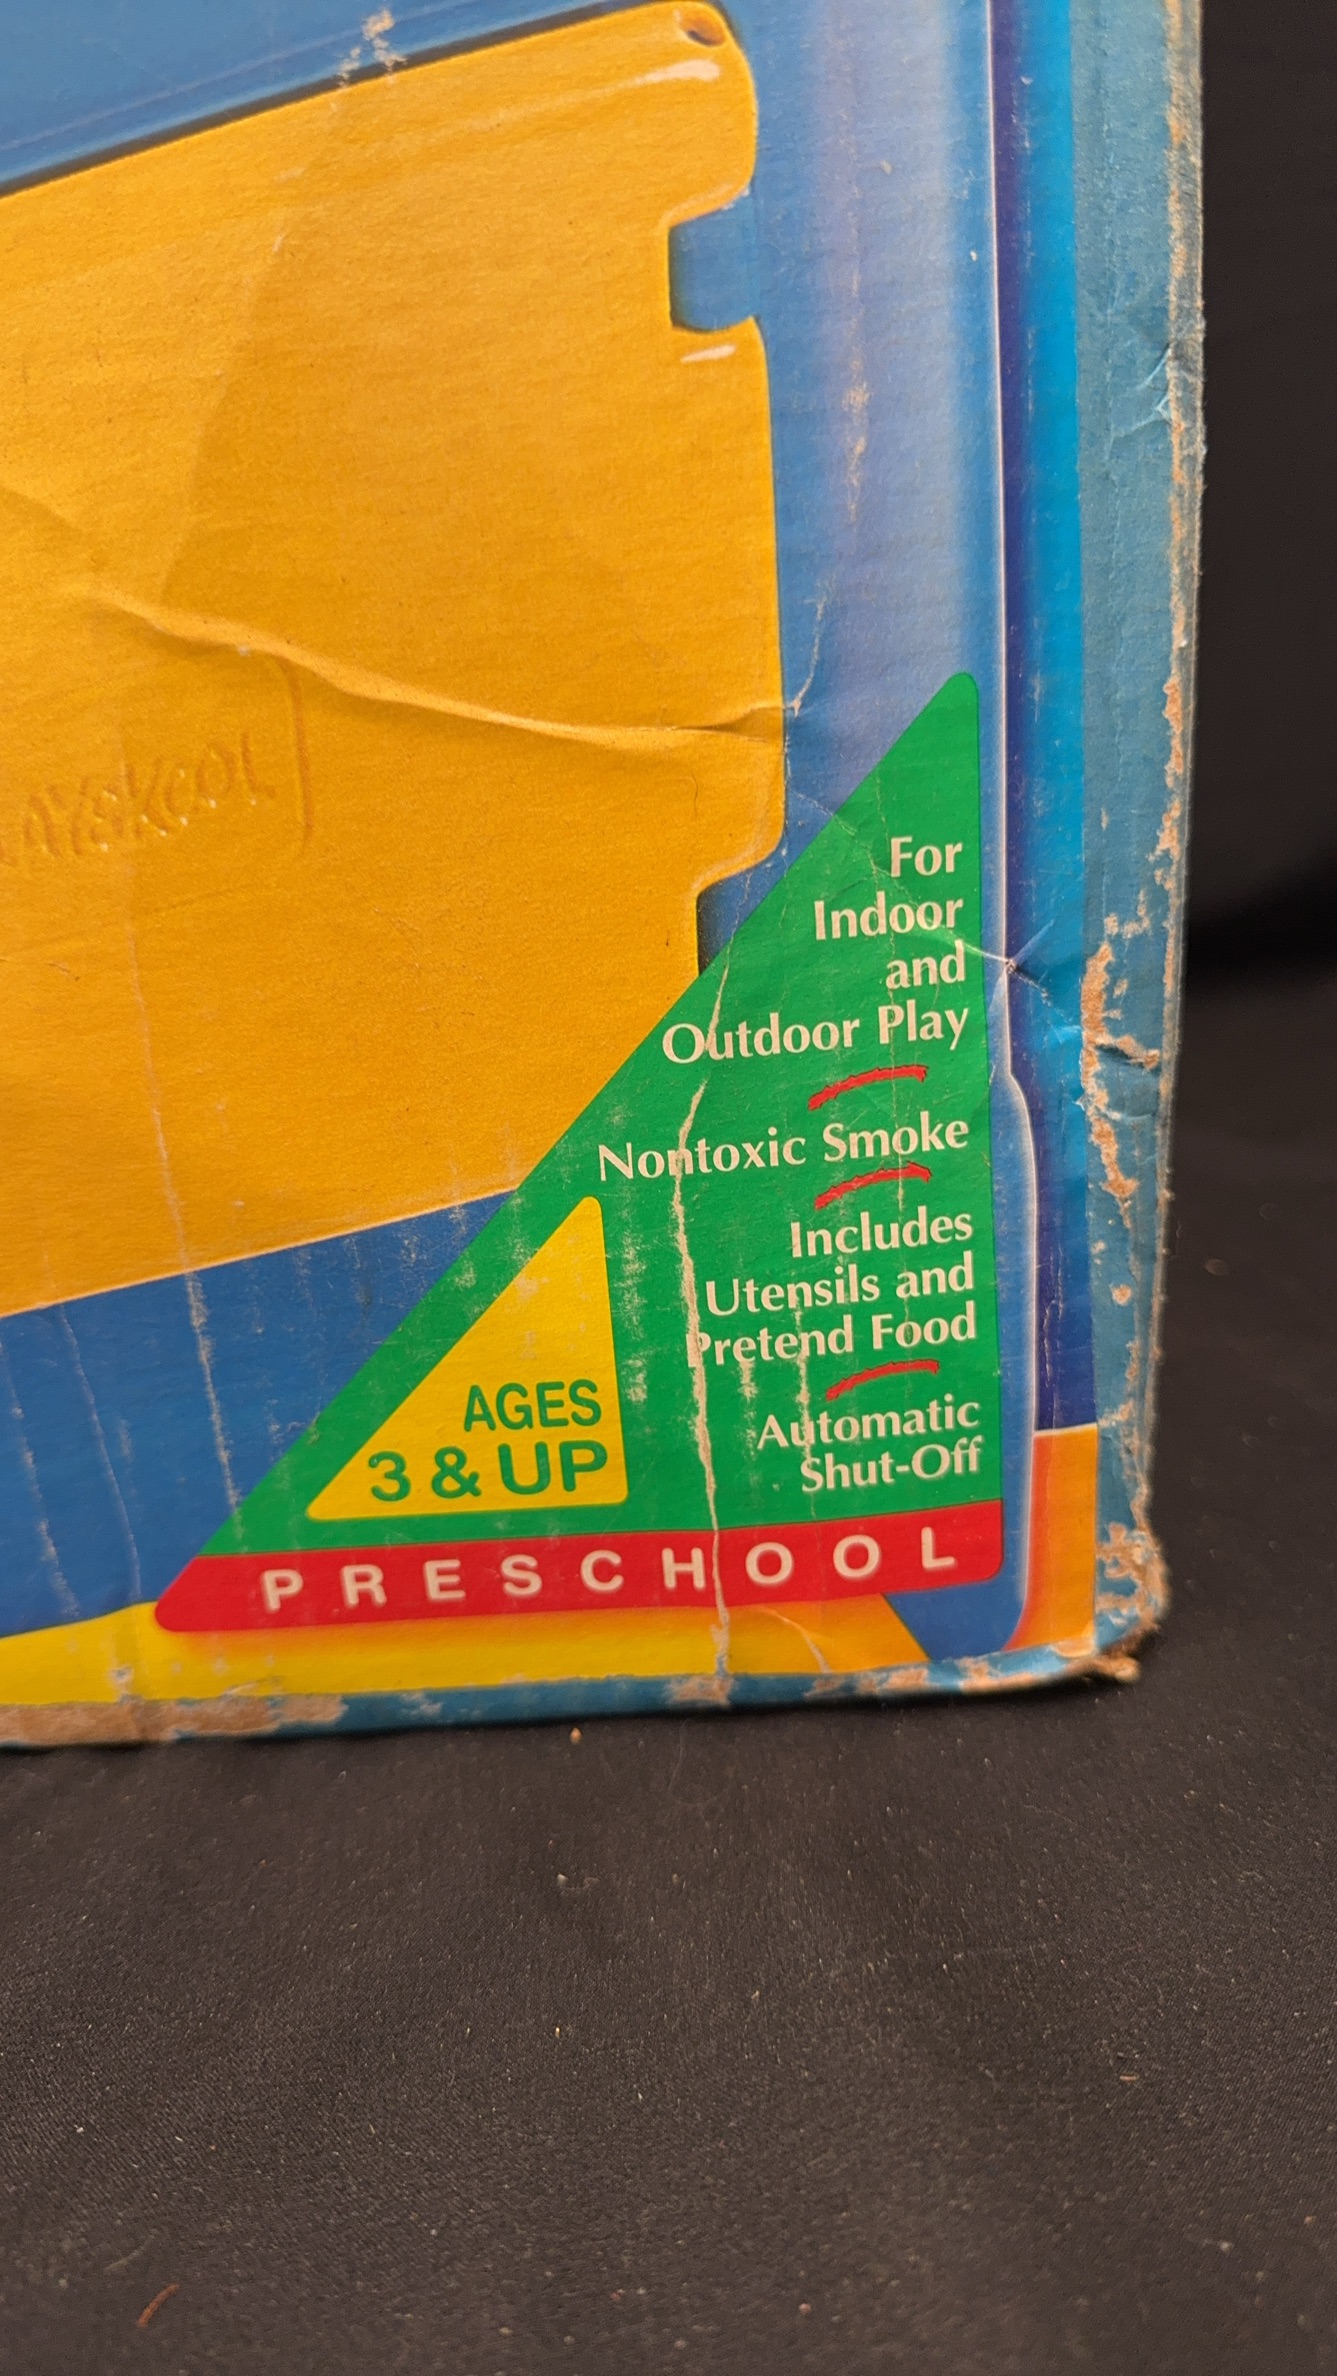 For
Indoor
and
Outdoor Play
Nontoxic Smoke
Includes
Utensils and
Pretend Food
Automatic
Shut-Off
AGES
3 & UP
PRESCHOOL